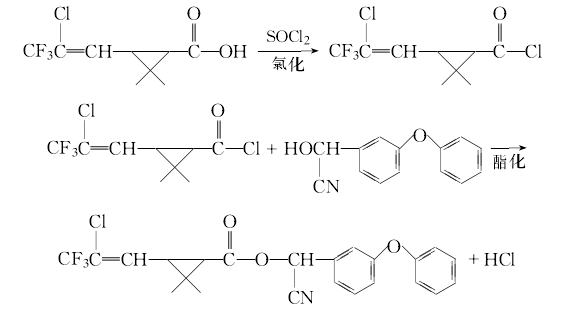 Cl O Cl O
CF₃C=CH C—OH SOCl₂ CF₃C=CH C—Cl
氯化
Cl O O
CF₃C=CH C—Cl + HOCH
酯化
CN
Cl O O
CF₃C=CH C—O—CH + HCl
CN